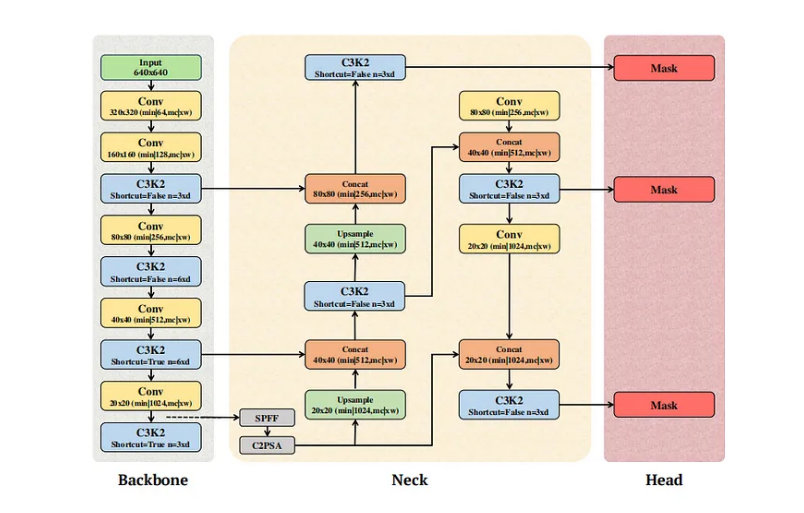 Input
640x640
Conv
320x320 (min|64,mc|xw)
Conv
160x160 (min|128,mc|xw)
C3K2
Shortcut=False n=3xd
Conv
80x80 (min|256,mc|xw)
C3K2
Shortcut=False n=6xd
Conv
40x40 (min|512,mc|xw)
C3K2
Shortcut=True n=6xd
Conv
20x20 (min|1024,mc|xw)
C3K2
Shortcut=True n=3xd
Backbone
C3K2
Shortcut=False n=3xd
Concat
80x80 (min|256,mc|xw)
Upsample
40x40 (min|512,mc|xw)
C3K2
Shortcut=False n=3xd
Concat
40x40 (min|512,mc|xw)
Upsample
20x20 (min|1024,mc|xw)
SPFF
C2PSA
Conv
80x80 (min|256,mc|xw)
Concat
40x40 (min|512,mc|xw)
C3K2
Shortcut=False n=3xd
Conv
20x20 (min|1024,mc|xw)
Concat
20x20 (min|1024,mc|xw)
C3K2
Shortcut=False n=3xd
Neck
Mask
Mask
Mask
Head